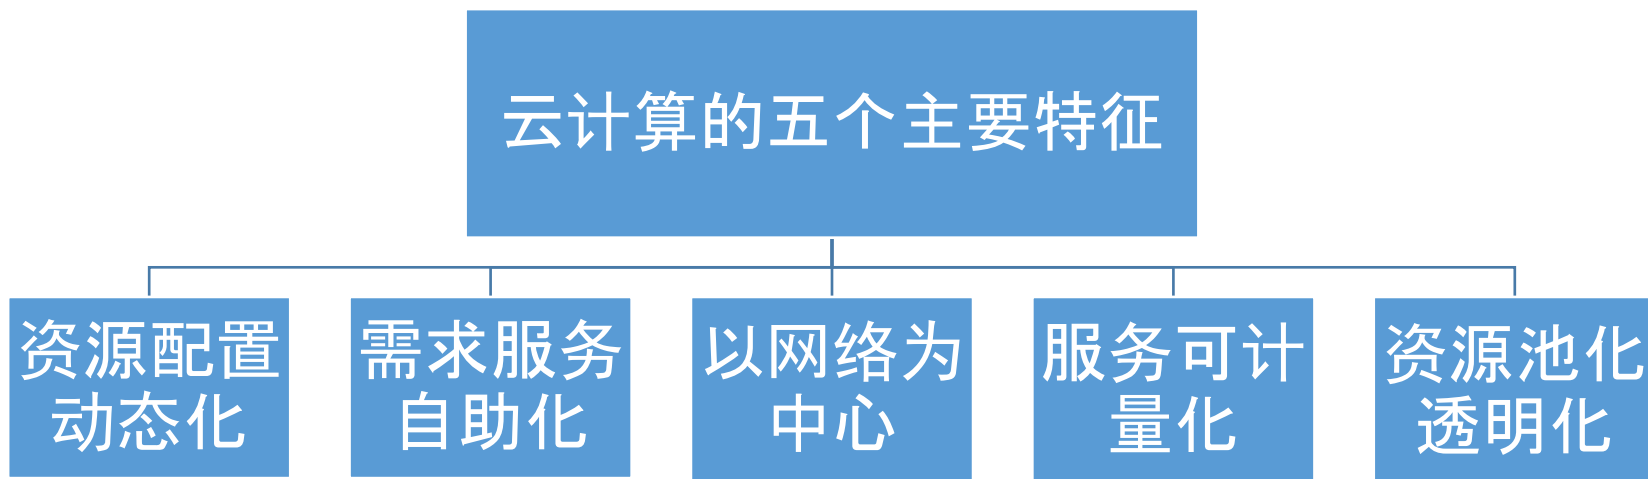 云计算的五个主要特征
资源配置
动态化
需求服务
自助化
以网络为
中心
服务可计
量化
资源池化
透明化